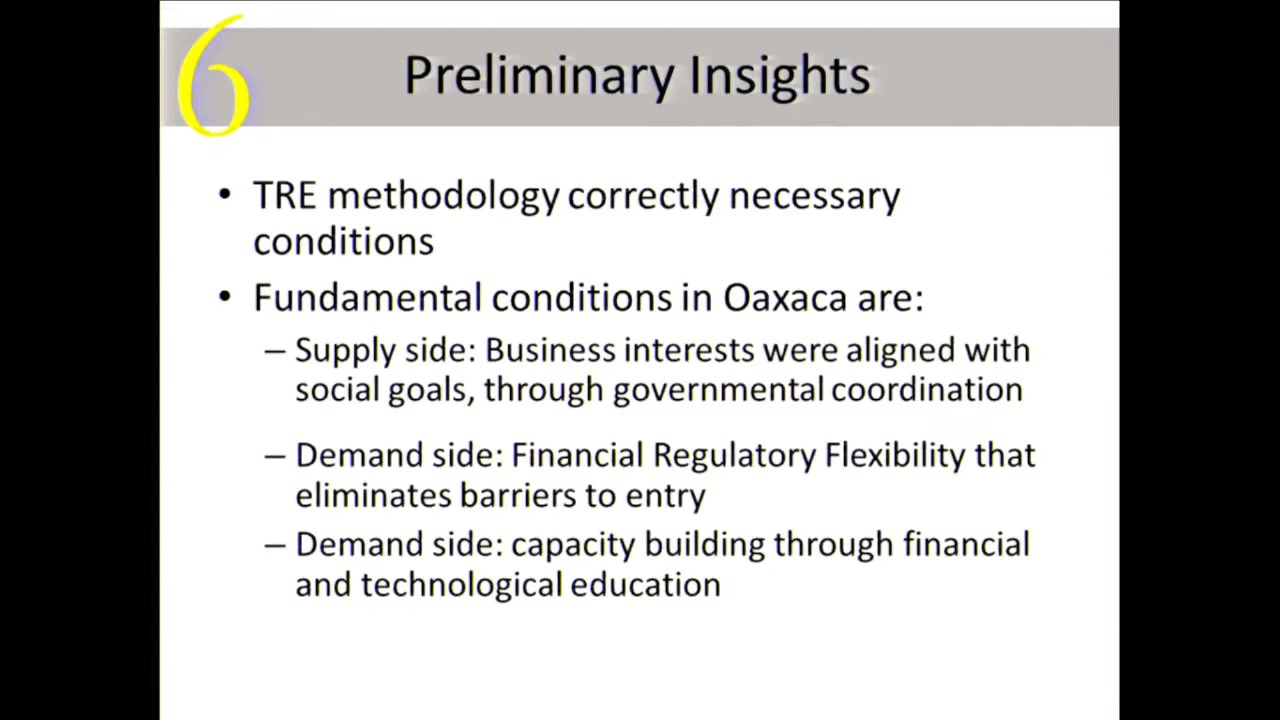 6
Preliminary Insights
• TRE methodology correctly necessary
conditions
• Fundamental conditions in Oaxaca are:
– Supply side: Business interests were aligned with
social goals, through governmental coordination
– Demand side: Financial Regulatory Flexibility that
eliminates barriers to entry
– Demand side: capacity building through financial
and technological education